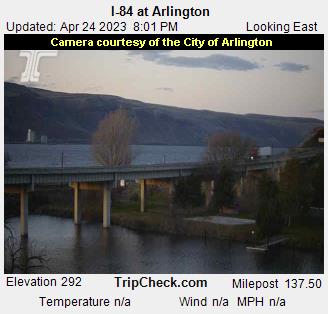 I-84 at Arlington
Updated: Apr 24 2023 8:01 PM Looking East
Camera courtesy of the City of Arlington
Elevation 292 TripCheck.com Milepost 137.50
Temperature n/a Wind n/a MPH n/a